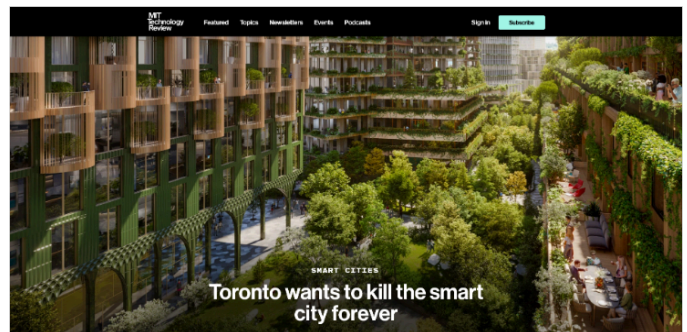 MIT
Technology
Review
Featured Topics Newsletters Events Podcasts
Sign in Subscribe
SMART CITIES
Toronto wants to kill the smart
city forever